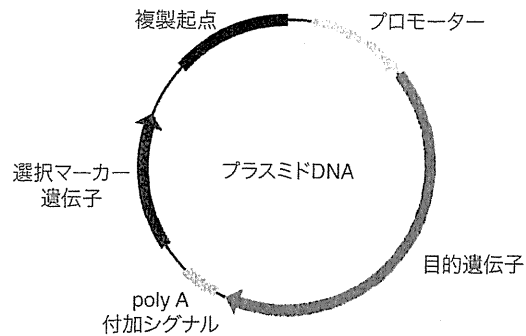 複製起点
プロモーター
選択マーカー
遺伝子
プラスミドDNA
目的遺伝子
poly A
付加シグナル